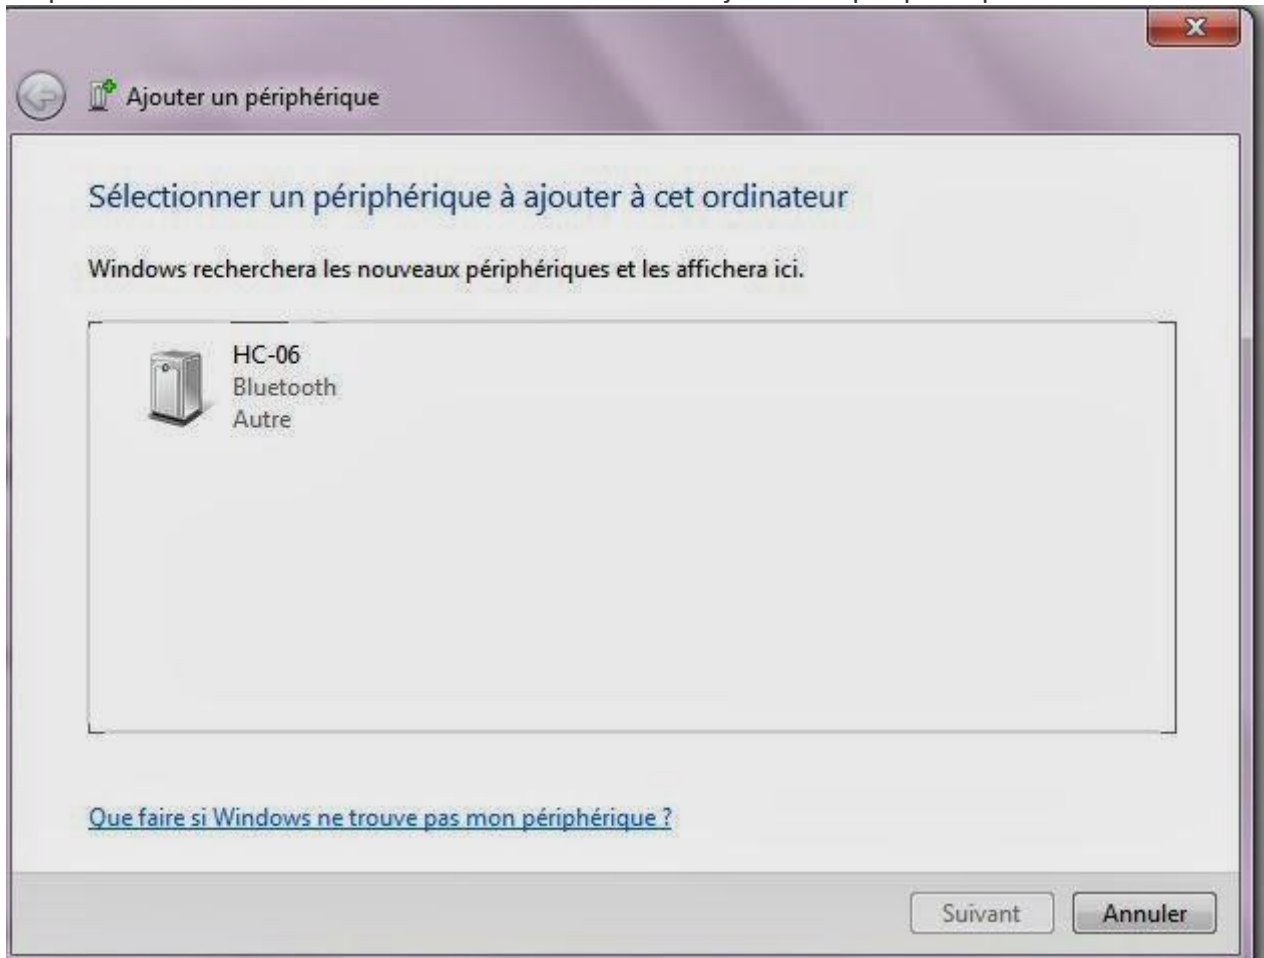 Ajouter un périphérique
Sélectionner un périphérique à ajouter à cet ordinateur
Windows recherchera les nouveaux périphériques et les affichera ici.
HC-06
Bluetooth
Autre
Que faire si Windows ne trouve pas mon périphérique ?
Suivant
Annuler